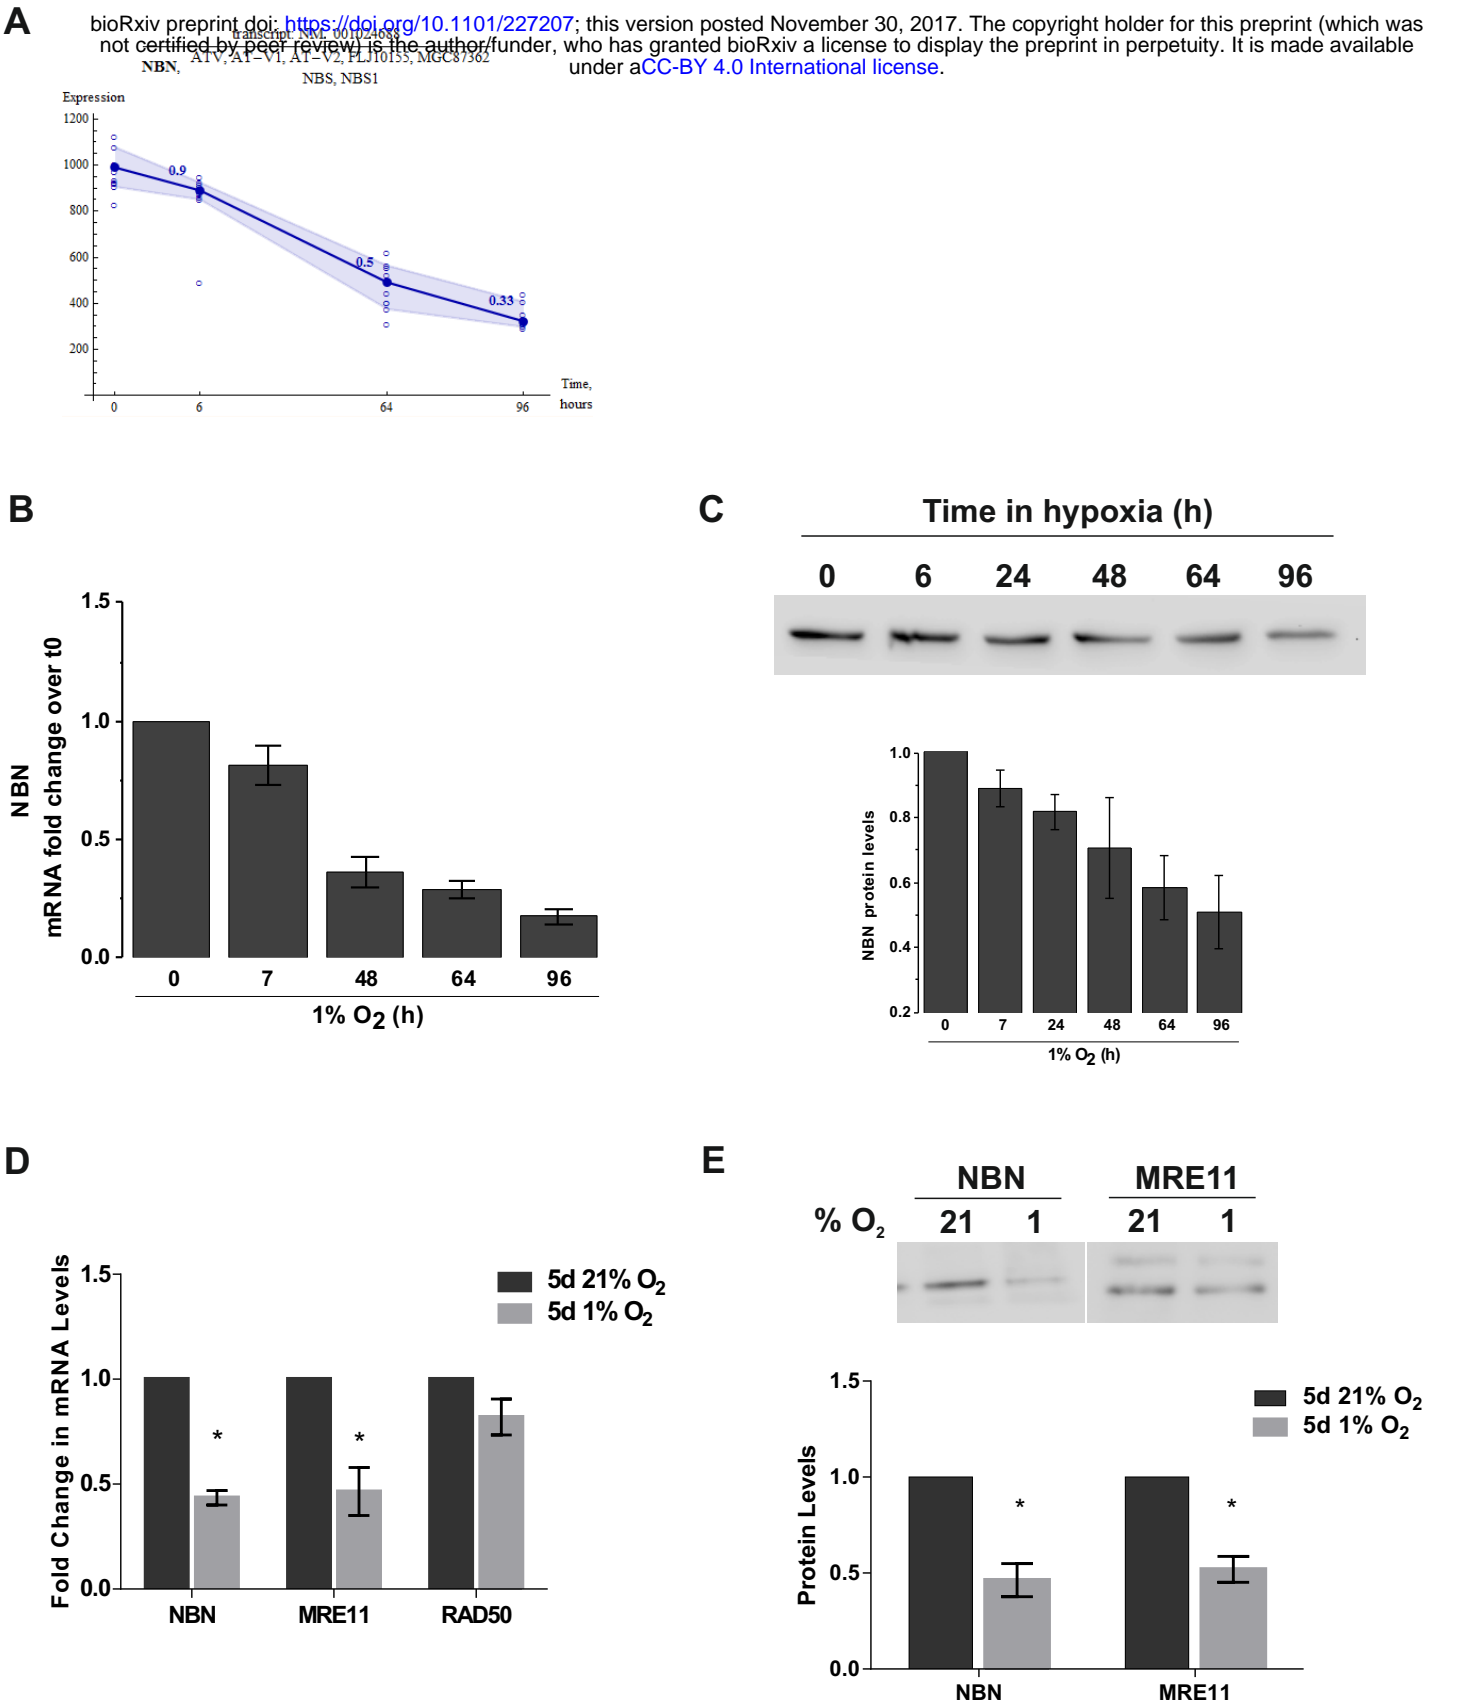 A
bioRxiv preprint doi: https://doi.org/10.1101/227207; this version posted November 30, 2017. The copyright holder for this preprint (which was
not certified by peer review) is the author/funder, who has granted bioRxiv a license to display the preprint in perpetuity. It is made available
under aCC-BY 4.0 International license.
transcript: NM_001024688
NBN, ATV, AT−V1, AT−V2, FLJ10155, MGC87362
NBS, NBS1
Expression
1200
1000
800
600
400
200
0.9
0.5
0.33
0 6 64 96
Time,
hours
B
NBN
mRNA fold change over t0
1.5
1.0
0.5
0.0
0 7 48 64 96
1% O2 (h)
C
Time in hypoxia (h)
0 6 24 48 64 96
NBN protein levels
1.0
0.8
0.6
0.4
0.2
0 7 24 48 64 96
1% O2 (h)
D
Fold Change in mRNA Levels
1.5
1.0
0.5
0.0
5d 21% O2
5d 1% O2
* *
NBN MRE11 RAD50
E
NBN MRE11
% O2 21 1 21 1
Protein Levels
1.5
1.0
0.5
0.0
5d 21% O2
5d 1% O2
* *
NBN MRE11